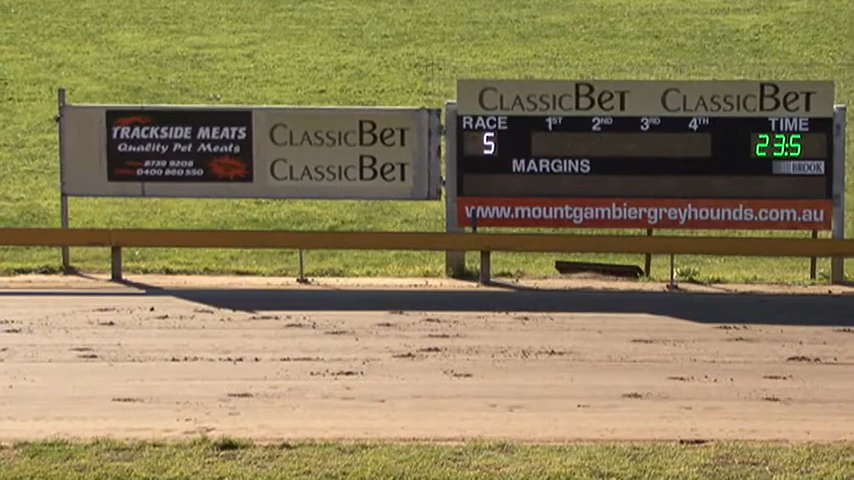 TRACKSIDE MEATS
Quality Pet Meats
8739 9208
0400 860 550
CLASSICBET
CLASSICBET
CLASSICBET CLASSICBET
RACE 1ST 2ND 3RD 4TH TIME
5 23:5
MARGINS BROOK
www.mountgambiergreyhounds.com.au